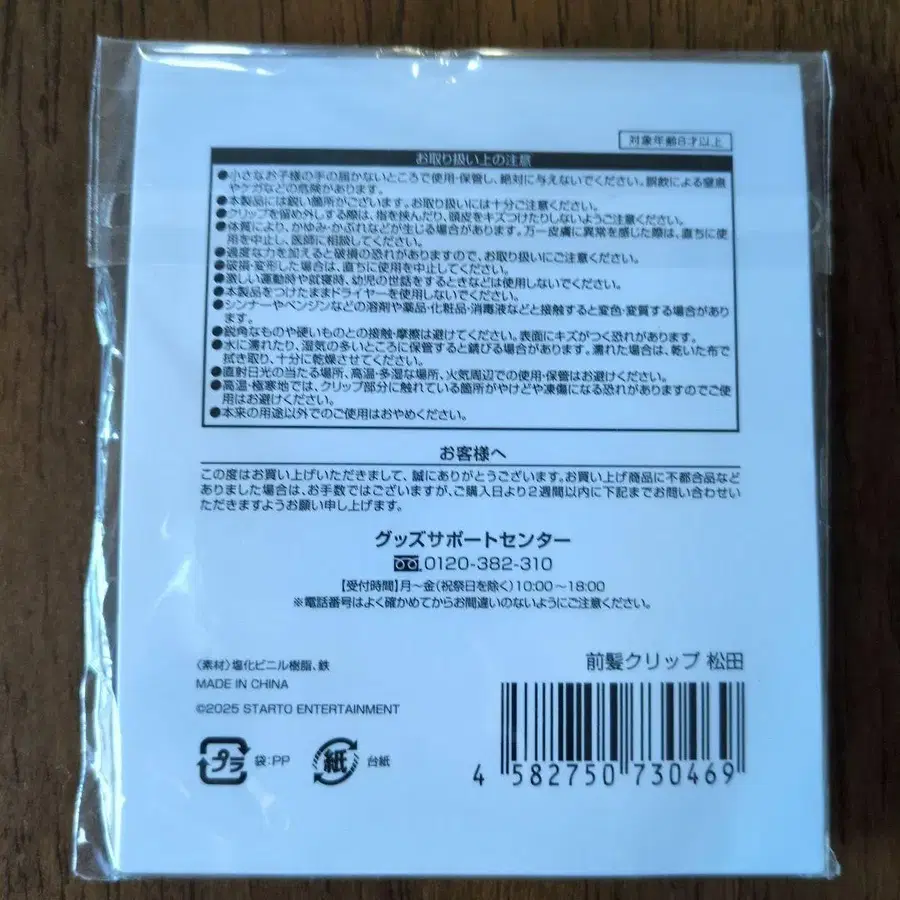 対象年齢8才以上
お取り扱い上の注意
●小さなお子様の手の届かないところで使用・保管し、絶対に与えないでください。誤飲による窒息
やケガなどの危険があります。
●本製品には鋭い箇所がございます。お取り扱いには十分ご注意ください。
●クリップを留め外しする際は、指を挟んだり、頭皮をキズつけたりしないようご注意ください。
●体質により、かゆみ・かぶれなどが生じる場合があります。万一皮膚に異常を感じた際は、直ちに使
用を中止し、医師に相談してください。
●過度な力を加えると破損の恐れがありますので、お取り扱いにご注意ください。
●破損・変形した場合は、直ちに使用を中止してください。
●激しい運動時や就寝時、幼児の世話をするときなどは使用しないでください。
●本製品をつけたままドライヤーを使用しないでください。
●シンナーやベンジンなどの溶剤や薬品・化粧品・消毒液などと接触すると変色・変質する場合があり
ます。
●鋭角なものや硬いものとの接触・摩擦は避けてください。表面にキズがつく恐れがあります。
●水に濡れたり、湿気の多いところに保管すると錆びる場合があります。濡れた場合は、乾いた布で
拭き取り、十分に乾燥させてください。
●直射日光の当たる場所、高温・多湿な場所、火気周辺での使用・保管はお避けください。
●高温・極寒地では、クリップ部分に触れている箇所がやけどや凍傷になる恐れがありますのでご使
用はお避けください。
●本来の用途以外でのご使用はおやめください。
お客様へ
この度はお買い上げいただきまして、誠にありがとうございます。お買い上げ商品に不都合品など
ありました場合は、お手数ではございますが、ご購入日より2週間以内に下記までお問い合わせい
ただきますようお願い申し上げます。
グッズサポートセンター
0120-382-310
【受付時間】月〜金(祝祭日を除く)10:00〜18:00
※電話番号はよく確かめてからお間違いのないようにご注意ください。
〈素材〉塩化ビニル樹脂、鉄
MADE IN CHINA
©2025 STARTO ENTERTAINMENT
プラ 袋:PP 紙 台紙
前髪クリップ 松田
4 582750 730469